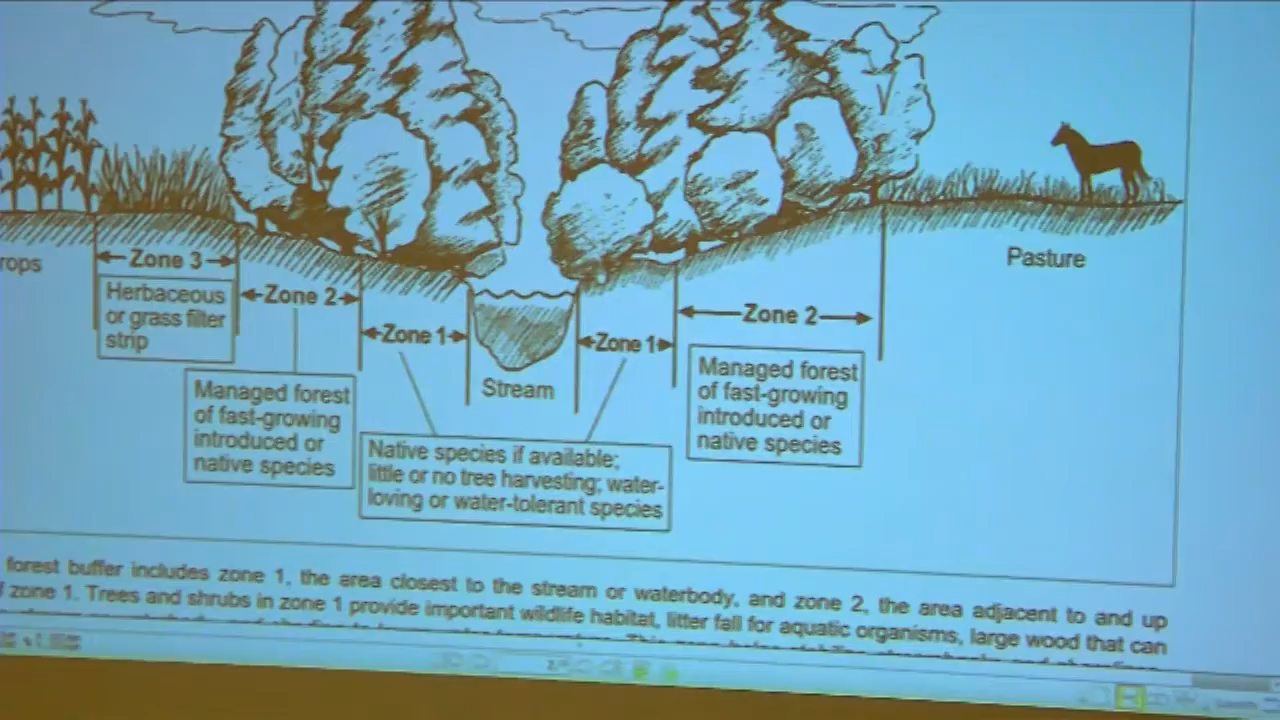 rops
Zone 3
Herbaceous
or grass filter
strip
Zone 2
Managed forest
of fast-growing
introduced or
native species
Zone 1
Stream
Zone 1
Native species if available;
little or no tree harvesting; water-
loving or water-tolerant species
Zone 2
Managed forest
of fast-growing
introduced or
native species
Pasture
forest buffer includes zone 1, the area closest to the stream or waterbody, and zone 2, the area adjacent to and up
f zone 1. Trees and shrubs in zone 1 provide important wildlife habitat, litter fall for aquatic organisms, large wood that can